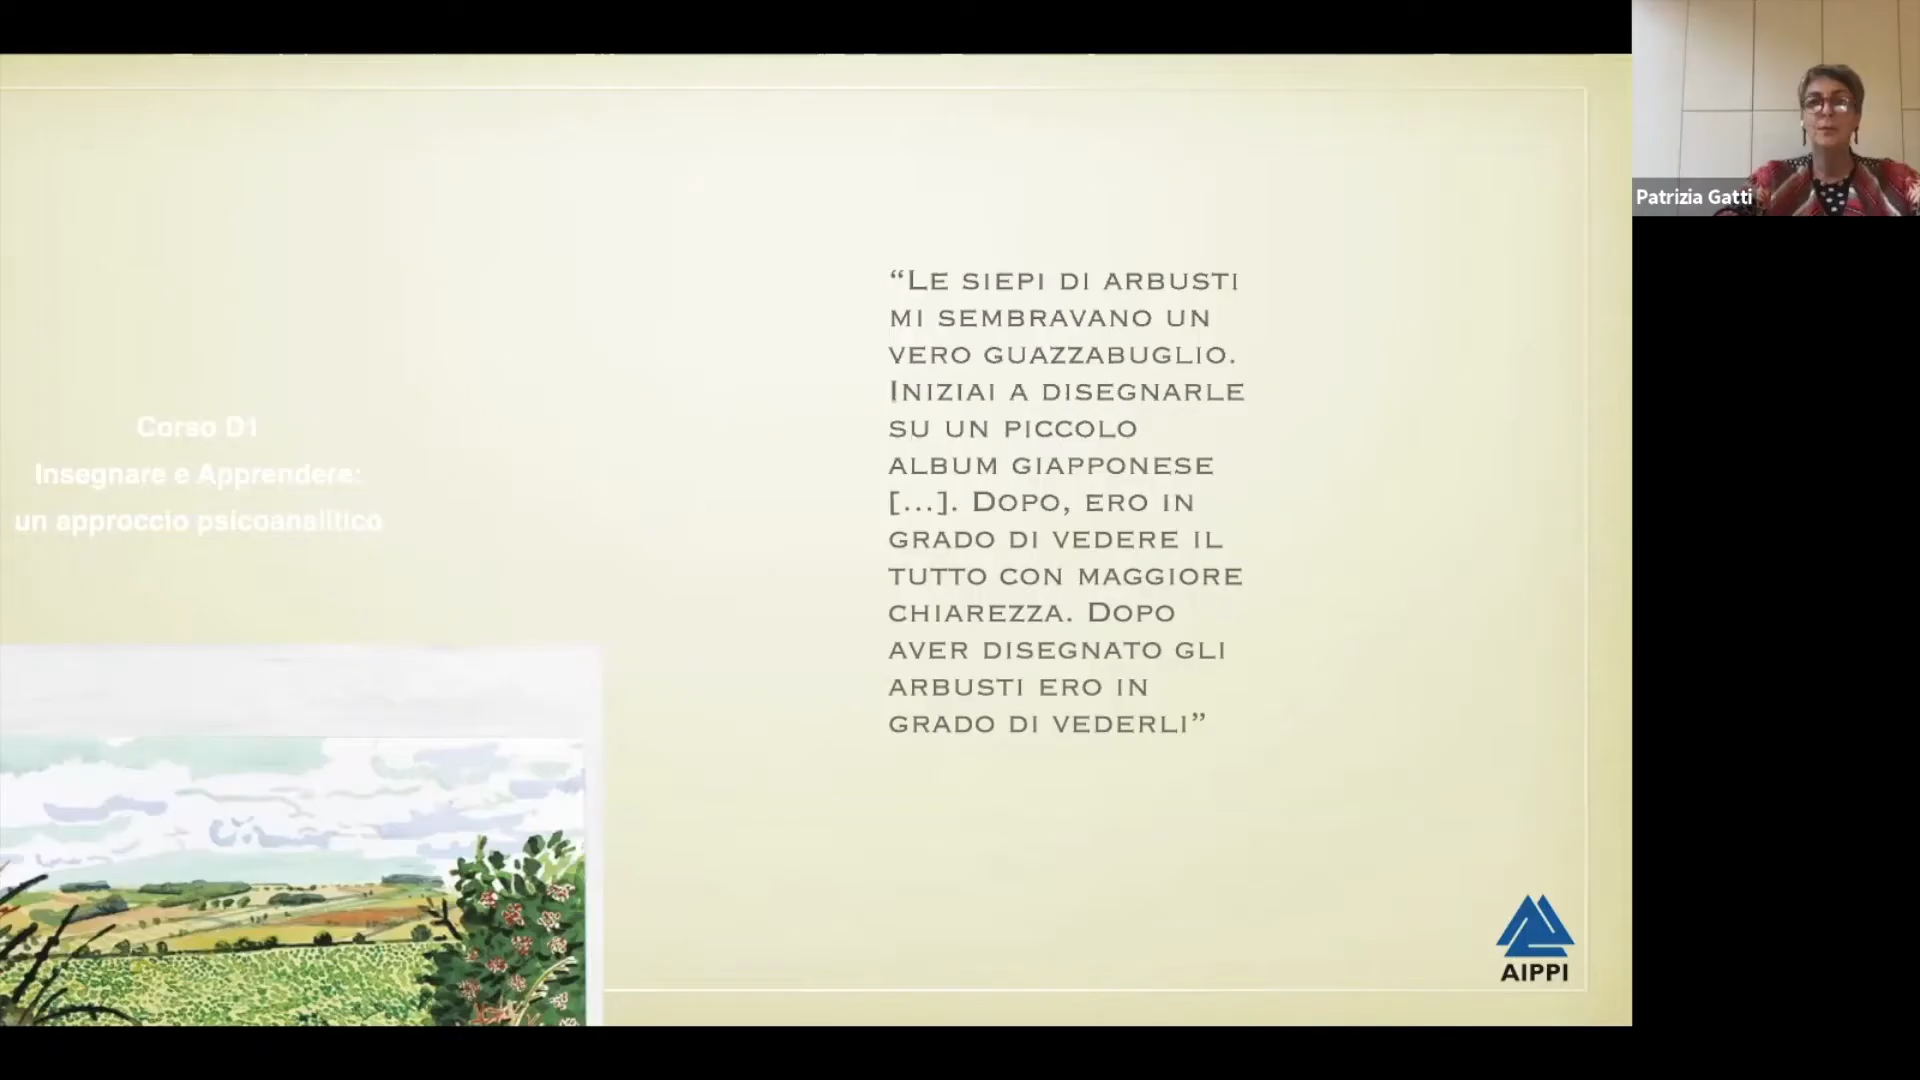 Corso D1
Insegnare e Apprendere:
un approccio psicoanalitico
“Le siepi di arbusti
mi sembravano un
vero guazzabuglio.
Iniziai a disegnarle
su un piccolo
album giapponese
[…]. Dopo, ero in
grado di vedere il
tutto con maggiore
chiarezza. Dopo
aver disegnato gli
arbusti ero in
grado di vederli”
AIPPI
Patrizia Gatti